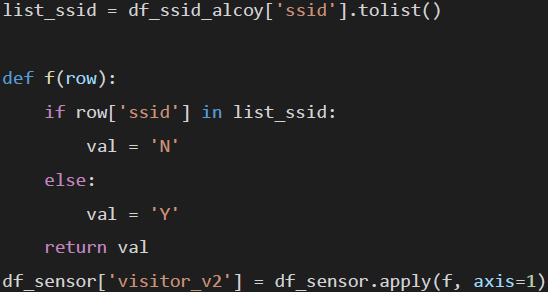 list_ssid = df_ssid_alcoy['ssid'].tolist()

def f(row):
    if row['ssid'] in list_ssid:
        val = 'N'
    else:
        val = 'Y'
    return val
df_sensor['visitor_v2'] = df_sensor.apply(f, axis=1)